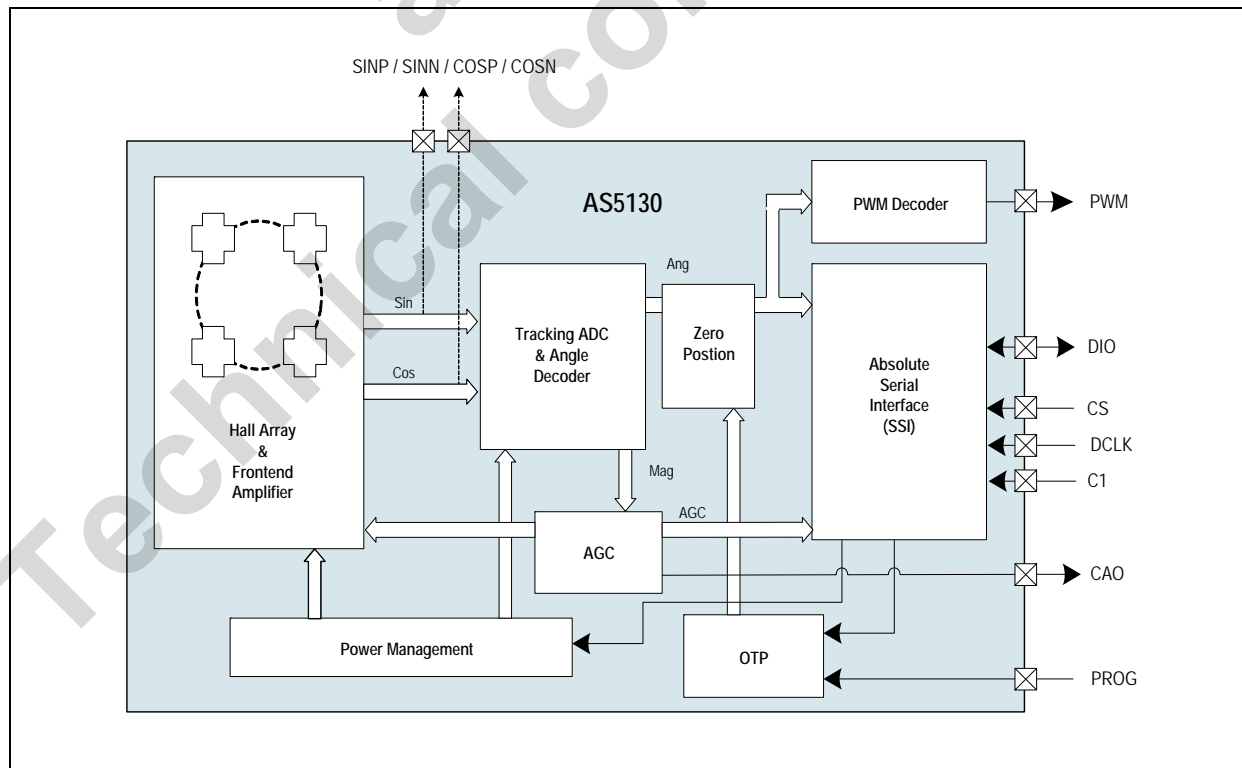 SINP / SINN / COSP / COSN
AS5130
PWM Decoder
PWM
Ang
Sin
Cos
Tracking ADC
& Angle
Decoder
Zero
Postion
Absolute
Serial
Interface
(SSI)
DIO
CS
DCLK
C1
Hall Array
&
Frontend
Amplifier
Mag
AGC
AGC
CAO
Power Management
OTP
PROG
Technical con